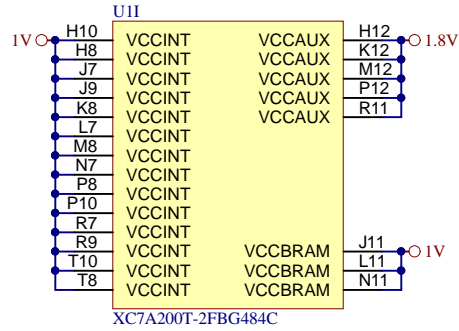 U1I
1V H10 VCCINT VCCAUX H12 1.8V
H8 VCCINT VCCAUX K12
J7 VCCINT VCCAUX M12
J9 VCCINT VCCAUX P12
K8 VCCINT VCCAUX R11
L7 VCCINT
M8 VCCINT
N7 VCCINT
P8 VCCINT
P10 VCCINT
R7 VCCINT
R9 VCCINT VCCBRAM J11 1V
T10 VCCINT VCCBRAM L11
T8 VCCINT VCCBRAM N11
XC7A200T-2FBG484C